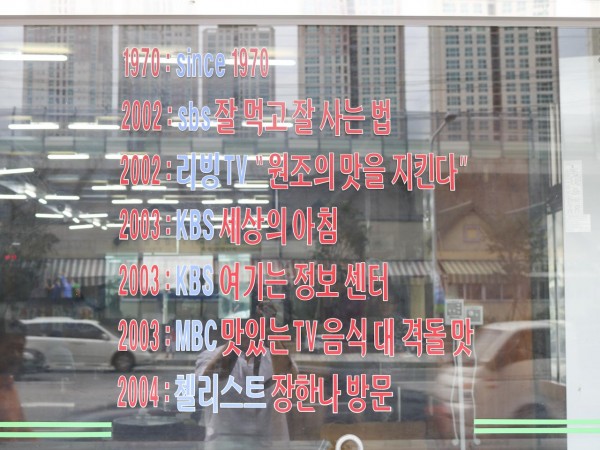 1970 : since 1970
2002 : sbs 잘 먹고 잘 사는 법
2002 : 리빙TV "원조의 맛을 지킨다"
2003 : KBS 세상의 아침
2003 : KBS 여기는 정보 센터
2003 : MBC 맛있는TV 음식 대 격돌 맛
2004 : 첼리스트 장한나 방문